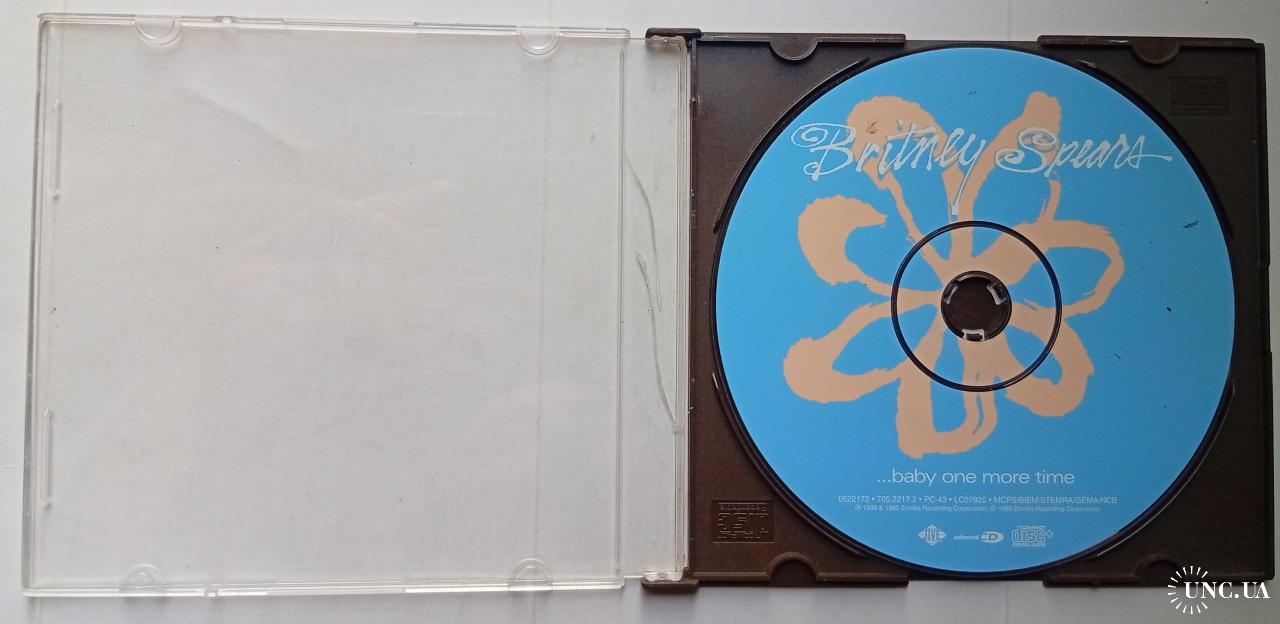 Britney Spears
...baby one more time
0522172 • 705 2217 2 • PC-43 • LC07925 • MCPS/BIEM/STEMRA/GEMA/NCB
℗ 1998 & 1999 Zomba Recording Corporation. © 1999 Zomba Recording Corporation.
JIVE enhanced CD COMPACT disc+ DIGITAL AUDIO
UNC.UA